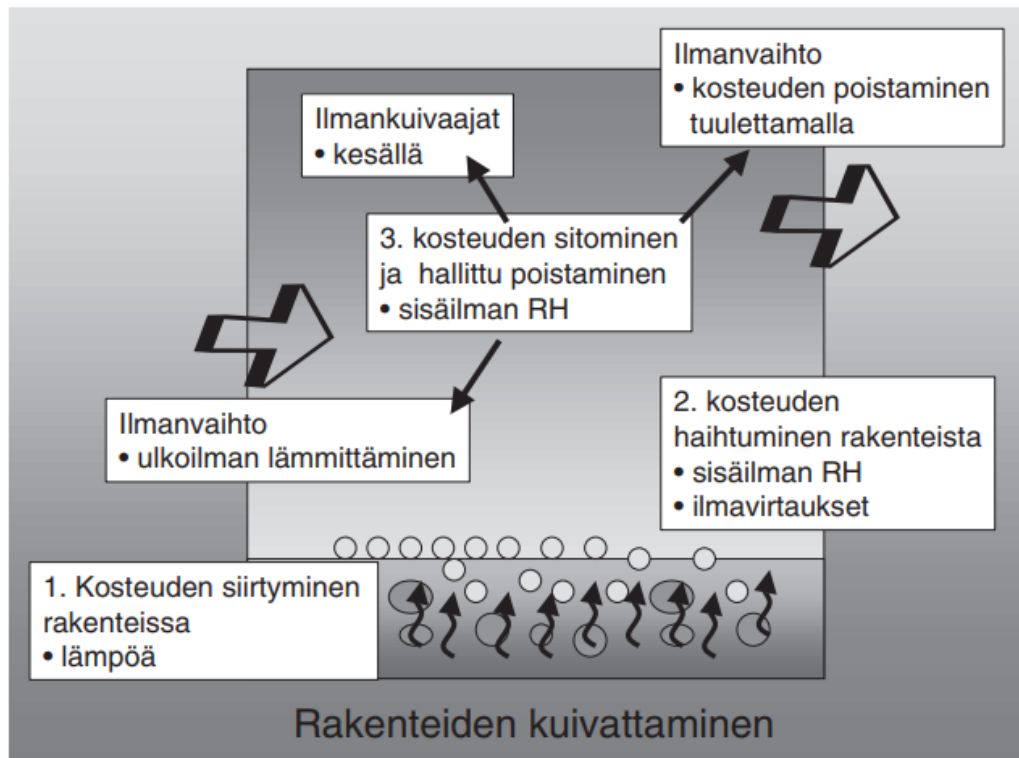 Ilmanvaihto
• kosteuden poistaminen
tuulettamalla
Ilmankuivaajat
• kesällä
3. kosteuden sitominen
ja hallittu poistaminen
• sisäilman RH
Ilmanvaihto
• ulkoilman lämmittäminen
2. kosteuden
haihtuminen rakenteista
• sisäilman RH
• ilmavirtaukset
1. Kosteuden siirtyminen
rakenteissa
• lämpöä
Rakenteiden kuivattaminen